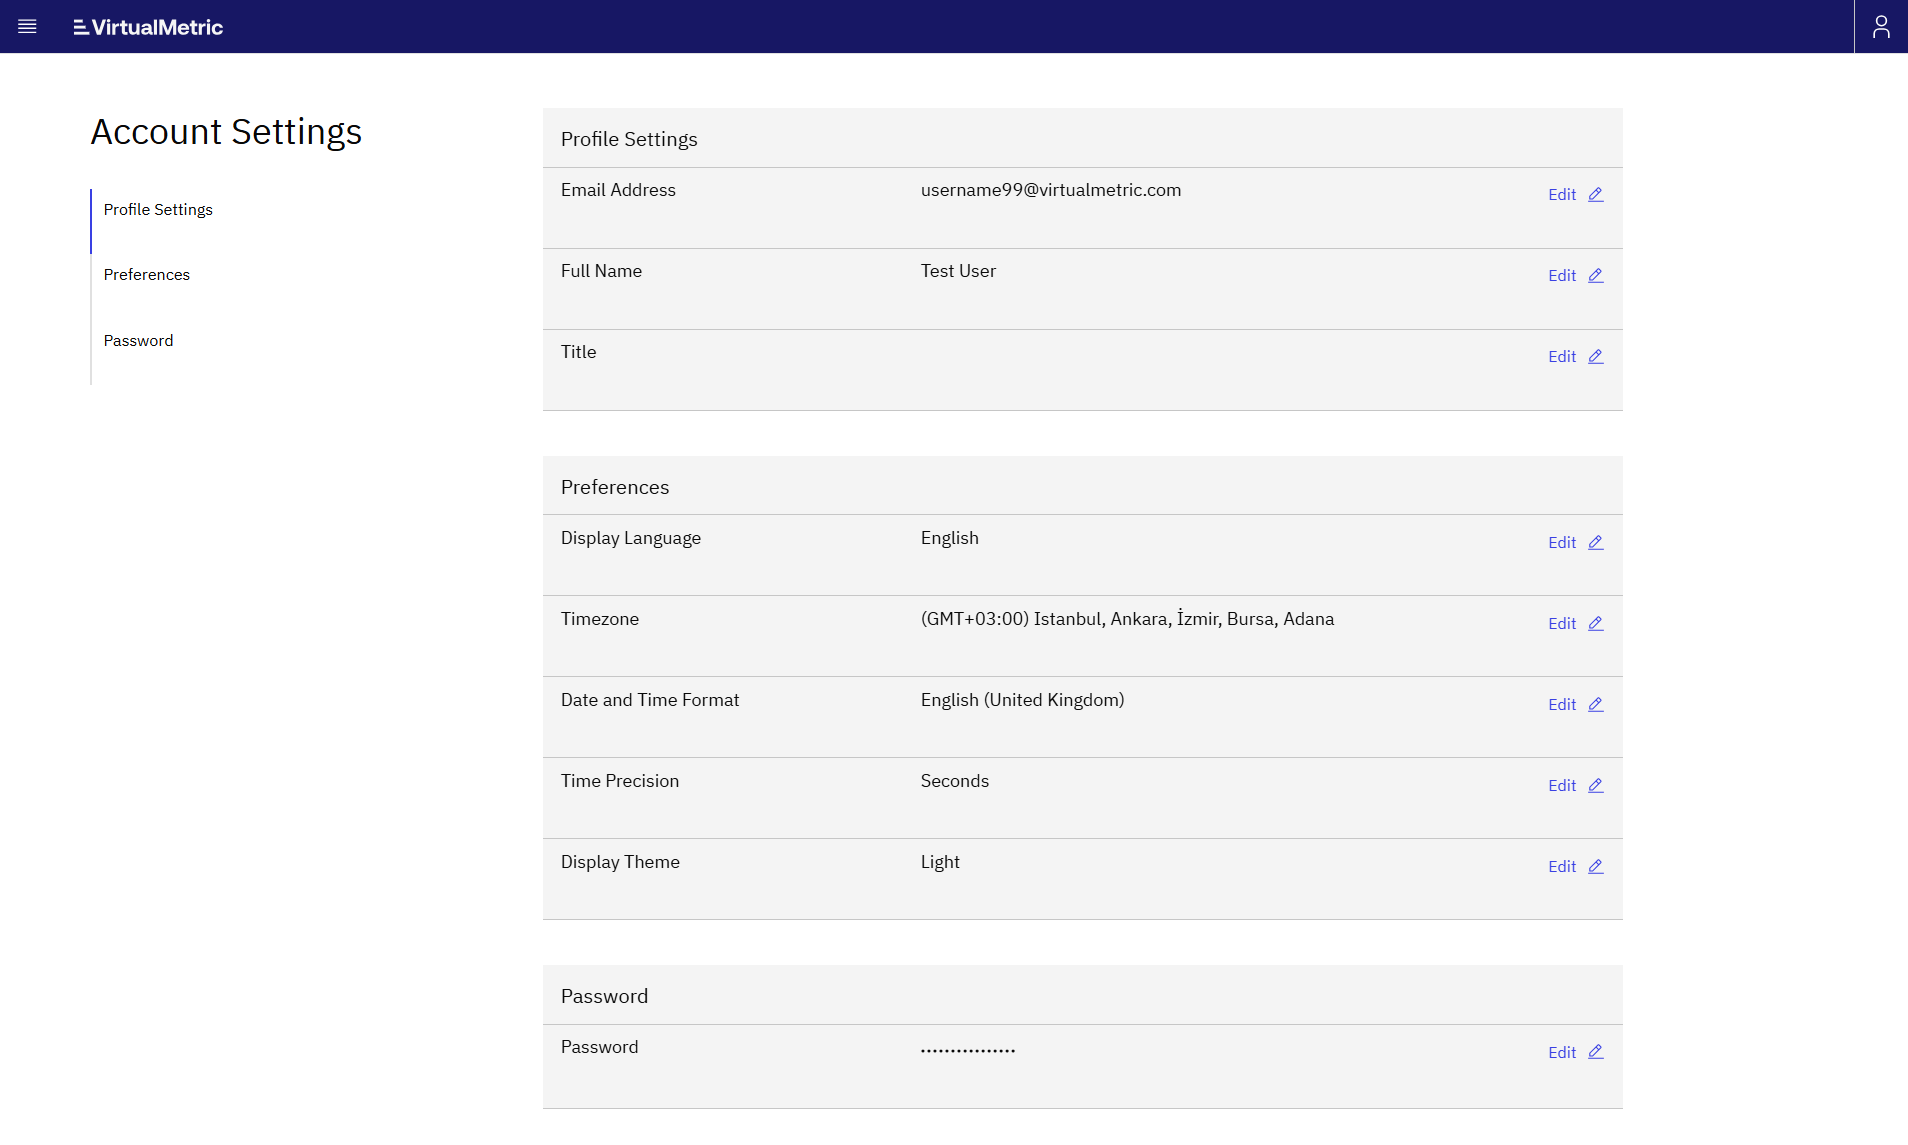 VirtualMetric
Account Settings
Profile Settings
Preferences
Password
Profile Settings
Email Address username99@virtualmetric.com Edit
Full Name Test User Edit
Title Edit
Preferences
Display Language English Edit
Timezone (GMT+03:00) Istanbul, Ankara, İzmir, Bursa, Adana Edit
Date and Time Format English (United Kingdom) Edit
Time Precision Seconds Edit
Display Theme Light Edit
Password
Password ................ Edit